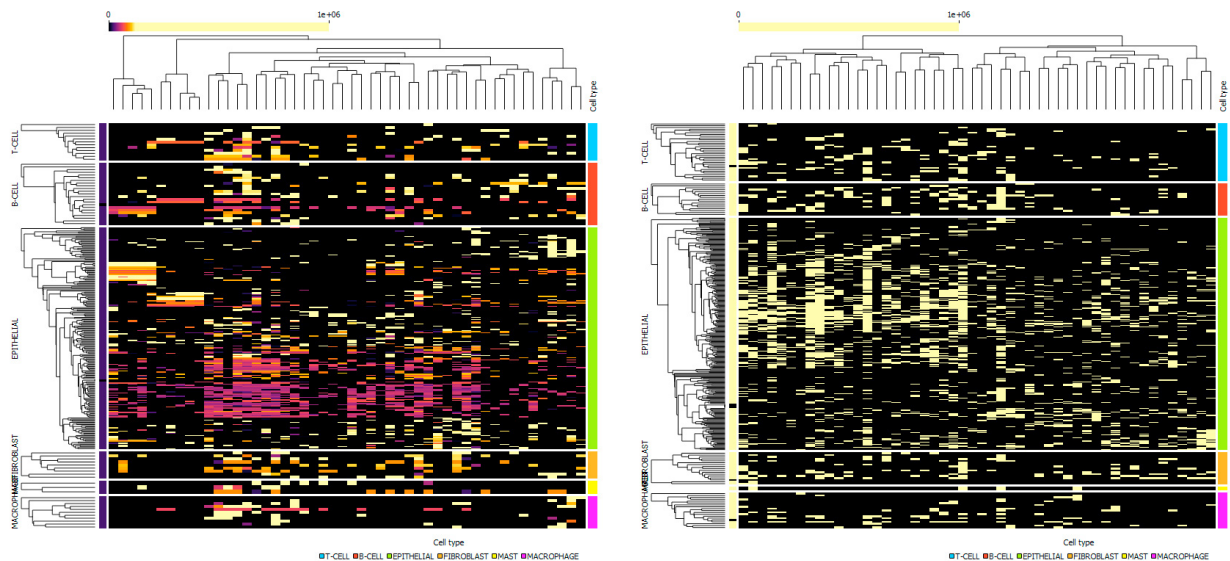 0 1e+06
Cell type
T-CELL
B-CELL
EPITHELIAL
FIBROBLAST
MACROPHAGE
Cell type
T-CELL B-CELL EPITHELIAL FIBROBLAST MAST MACROPHAGE
0 1e+06
Cell type
T-CELL
B-CELL
EPITHELIAL
MACROPHAGE
Cell type
T-CELL B-CELL EPITHELIAL FIBROBLAST MAST MACROPHAGE